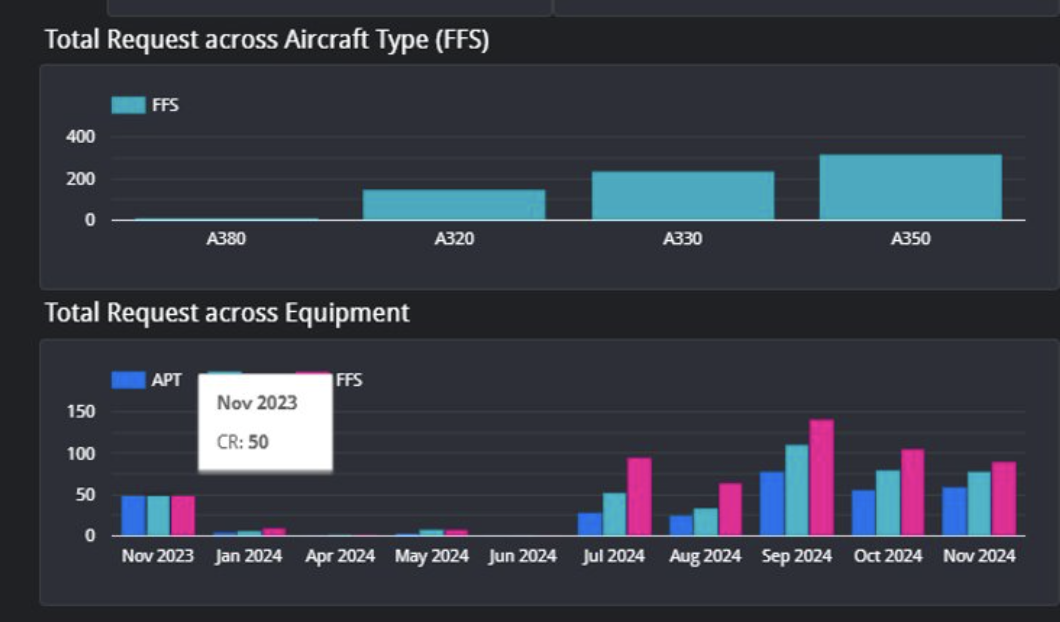 Total Request across Aircraft Type (FFS)
FFS
400
200
0
A380 A320 A330 A350
Total Request across Equipment
APT FFS
Nov 2023
CR: 50
150
100
50
0
Nov 2023 Jan 2024 Apr 2024 May 2024 Jun 2024 Jul 2024 Aug 2024 Sep 2024 Oct 2024 Nov 2024